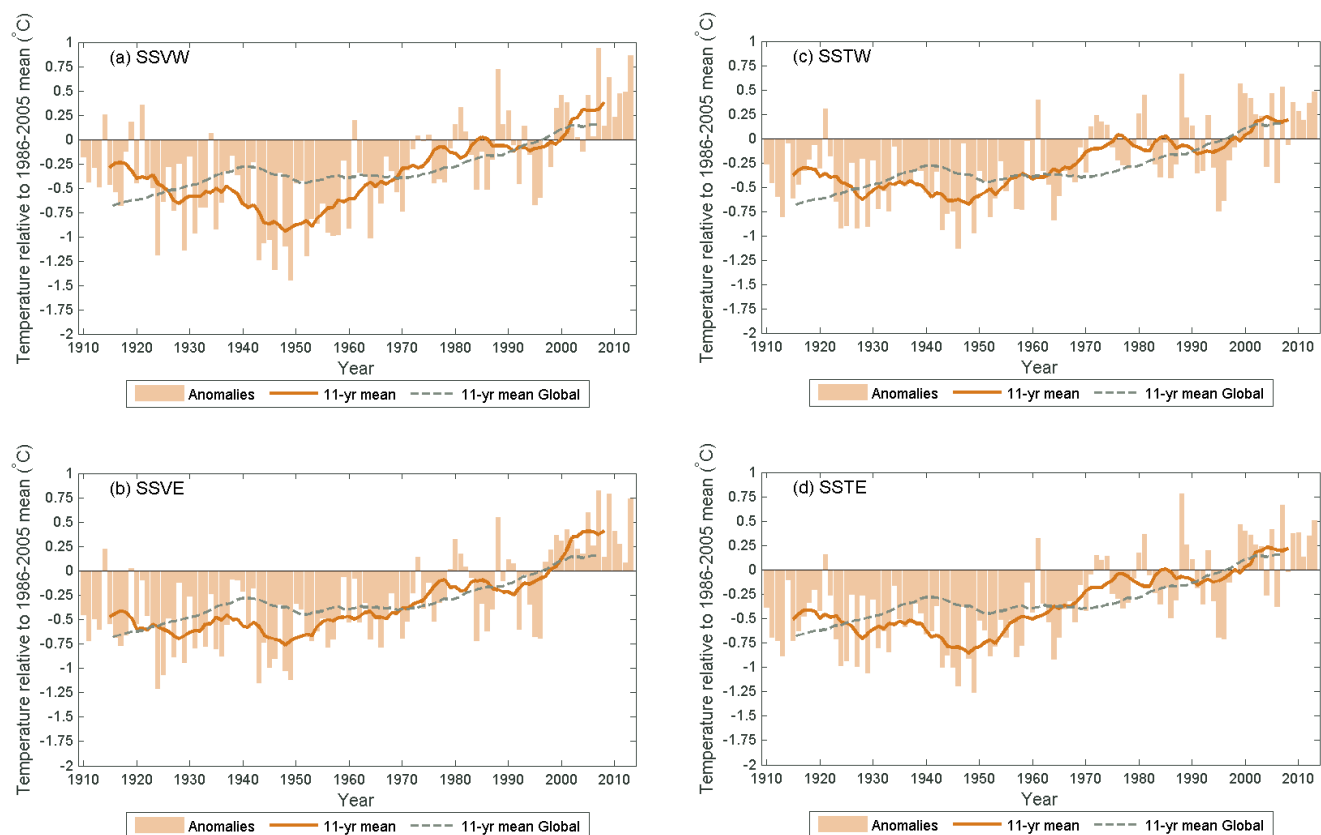 (a) SSVW
Temperature relative to 1986-2005 mean (°C)
1
0.75
0.5
0.25
0
-0.25
-0.5
-0.75
-1
-1.25
-1.5
-1.75
-2
1910 1920 1930 1940 1950 1960 1970 1980 1990 2000 2010
Year
Anomalies 11-yr mean 11-yr mean Global
(c) SSTW
Temperature relative to 1986-2005 mean (°C)
1
0.75
0.5
0.25
0
-0.25
-0.5
-0.75
-1
-1.25
-1.5
-1.75
-2
1910 1920 1930 1940 1950 1960 1970 1980 1990 2000 2010
Year
Anomalies 11-yr mean 11-yr mean Global
(b) SSVE
Temperature relative to 1986-2005 mean (°C)
1
0.75
0.5
0.25
0
-0.25
-0.5
-0.75
-1
-1.25
-1.5
-1.75
-2
1910 1920 1930 1940 1950 1960 1970 1980 1990 2000 2010
Year
Anomalies 11-yr mean 11-yr mean Global
(d) SSTE
Temperature relative to 1986-2005 mean (°C)
1
0.75
0.5
0.25
0
-0.25
-0.5
-0.75
-1
-1.25
-1.5
-1.75
-2
1910 1920 1930 1940 1950 1960 1970 1980 1990 2000 2010
Year
Anomalies 11-yr mean 11-yr mean Global